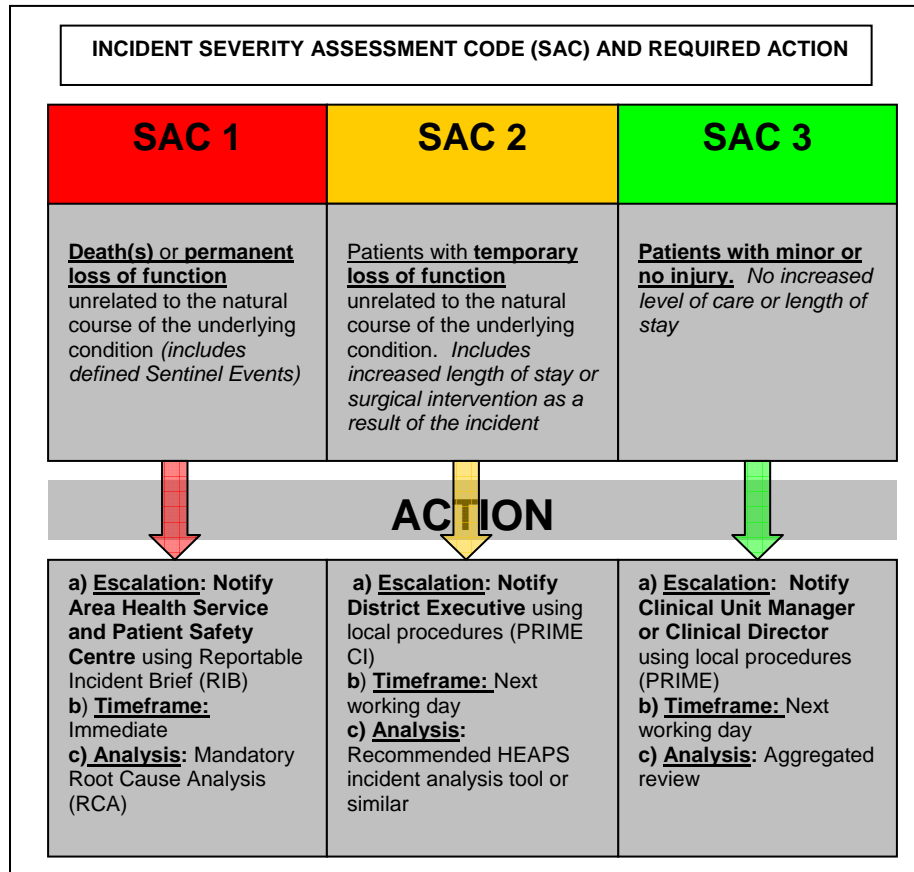 INCIDENT SEVERITY ASSESSMENT CODE (SAC) AND REQUIRED ACTION
SAC 1
Death(s) or permanent
loss of function
unrelated to the natural
course of the underlying
condition (includes
defined Sentinel Events)
SAC 2
Patients with temporary
loss of function
unrelated to the natural
course of the underlying
condition. Includes
increased length of stay or
surgical intervention as a
result of the incident
SAC 3
Patients with minor or
no injury. No increased
level of care or length of
stay
ACTION
a) Escalation: Notify
Area Health Service
and Patient Safety
Centre using Reportable
Incident Brief (RIB)
b) Timeframe:
Immediate
c) Analysis: Mandatory
Root Cause Analysis
(RCA)
a) Escalation: Notify
District Executive using
local procedures (PRIME
CI)
b) Timeframe: Next
working day
c) Analysis:
Recommended HEAPS
incident analysis tool or
similar
a) Escalation: Notify
Clinical Unit Manager
or Clinical Director
using local procedures
(PRIME)
b) Timeframe: Next
working day
c) Analysis: Aggregated
review